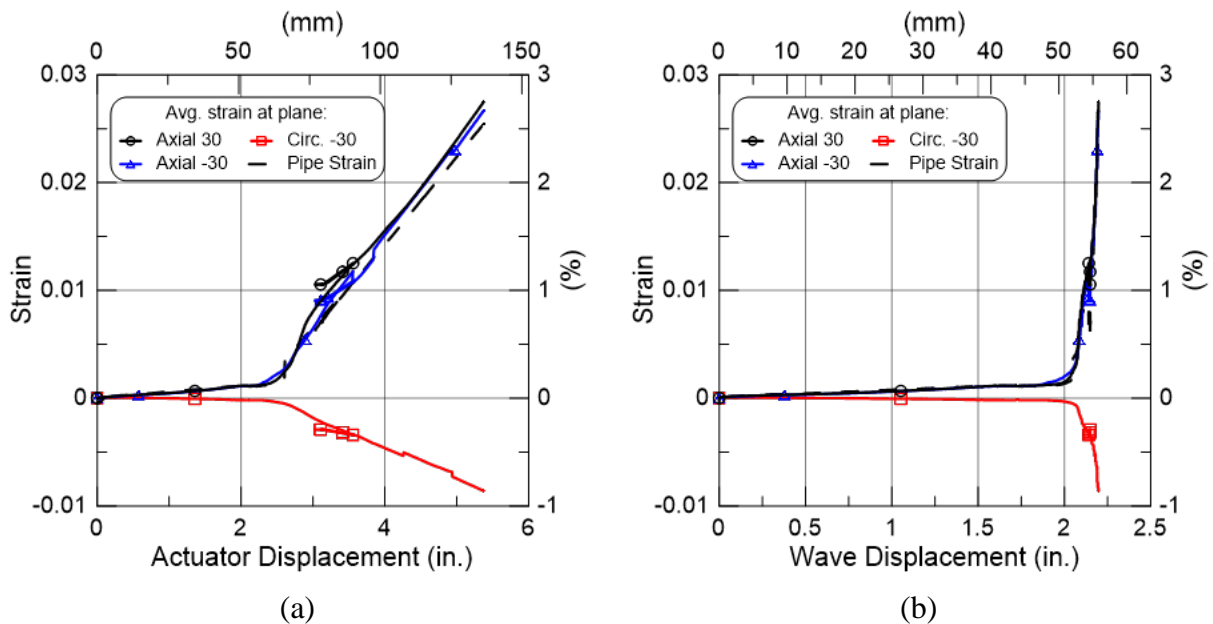 (mm)
0 50 100 150
0.03 3
Avg. strain at plane:
Axial 30 Circ. -30
Axial -30 Pipe Strain
0.02 2
Strain
0.01 1
(%)
0 0
-0.01 -1
0 2 4 6
Actuator Displacement (in.)
(a)
(mm)
0 10 20 30 40 50 60
0.03 3
Avg. strain at plane:
Axial 30 Circ. -30
Axial -30 Pipe Strain
0.02 2
Strain
0.01 1
(%)
0 0
-0.01 -1
0 0.5 1 1.5 2 2.5
Wave Displacement (in.)
(b)